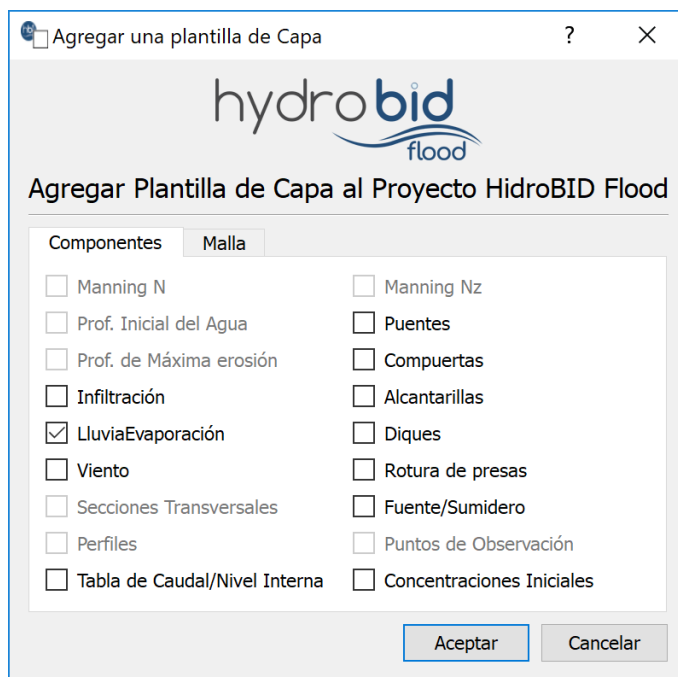 Agregar una plantilla de Capa
?
hydrobid
flood
Agregar Plantilla de Capa al Proyecto HidroBID Flood
Componentes
Malla
Manning N
Prof. Inicial del Agua
Prof. de Máxima erosión
Infiltración
LluviaEvaporación
Viento
Secciones Transversales
Perfiles
Tabla de Caudal/Nivel Interna
Manning Nz
Puentes
Compuertas
Alcantarillas
Diques
Rotura de presas
Fuente/Sumidero
Puntos de Observación
Concentraciones Iniciales
Aceptar
Cancelar